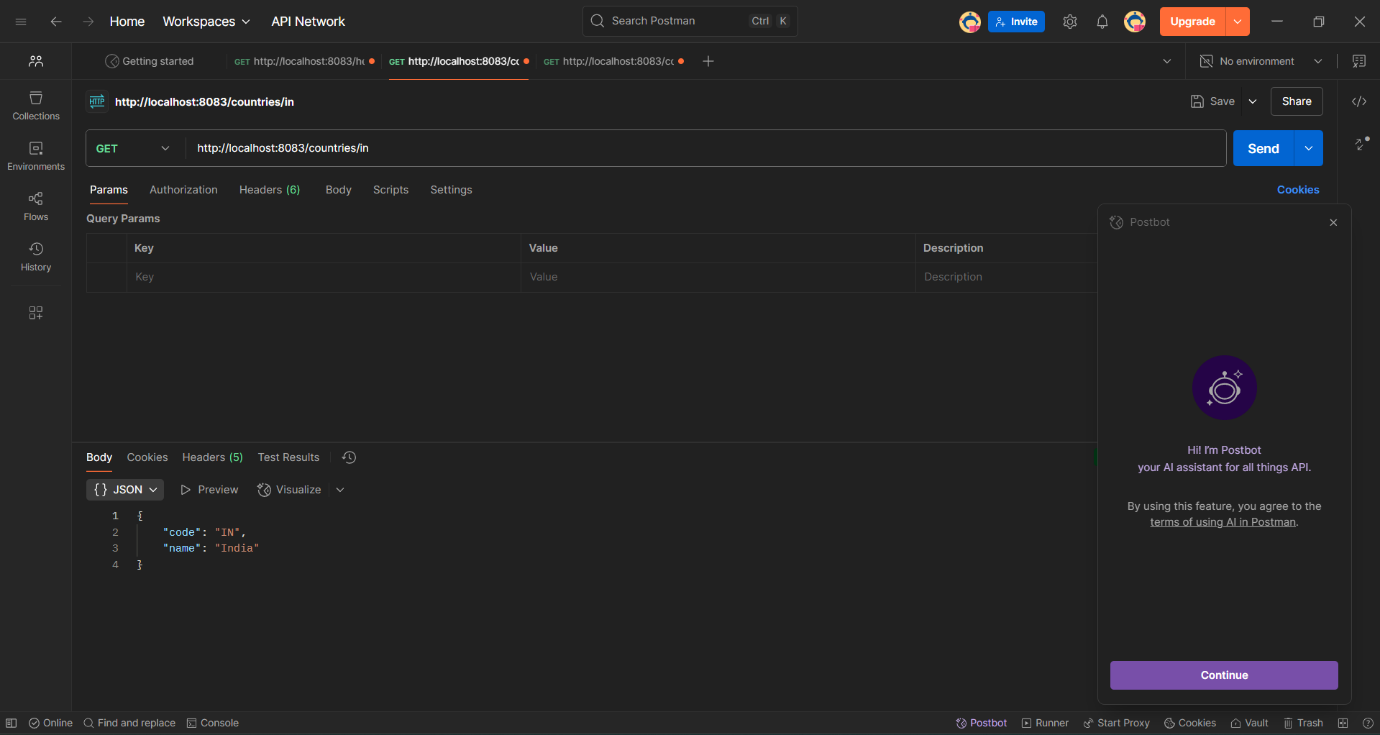 Home Workspaces API Network Search Postman Ctrl K Invite Upgrade
Getting started GET http://localhost:8083/he GET http://localhost:8083/cc GET http://localhost:8083/cc No environment
HTTP http://localhost:8083/countries/in Save Share
GET http://localhost:8083/countries/in Send
Params Authorization Headers (6) Body Scripts Settings Cookies
Collections
Environments
Flows
History
Query Params
Key Value Description
Key Value Description
Body Cookies Headers (5) Test Results
{} JSON Preview Visualize
1 {
2 "code": "IN",
3 "name": "India"
4 }
Postbot
Hi! I'm Postbot
your AI assistant for all things API.
By using this feature, you agree to the
terms of using AI in Postman.
Continue
Online Find and replace Console Postbot Runner Start Proxy Cookies Vault Trash